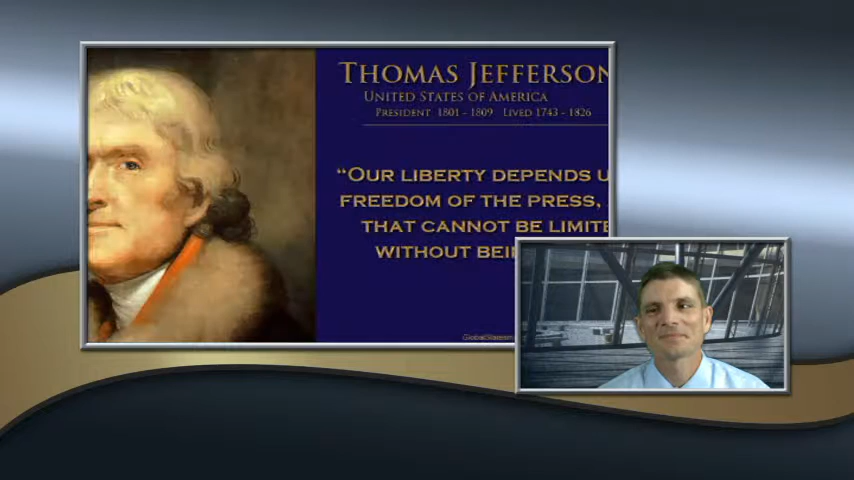 THOMAS JEFFERSON
UNITED STATES OF AMERICA
PRESIDENT 1801 - 1809 LIVED 1743 - 1826
“OUR LIBERTY DEPENDS
FREEDOM OF THE PRESS,
THAT CANNOT BE LIMITE
WITHOUT BEI